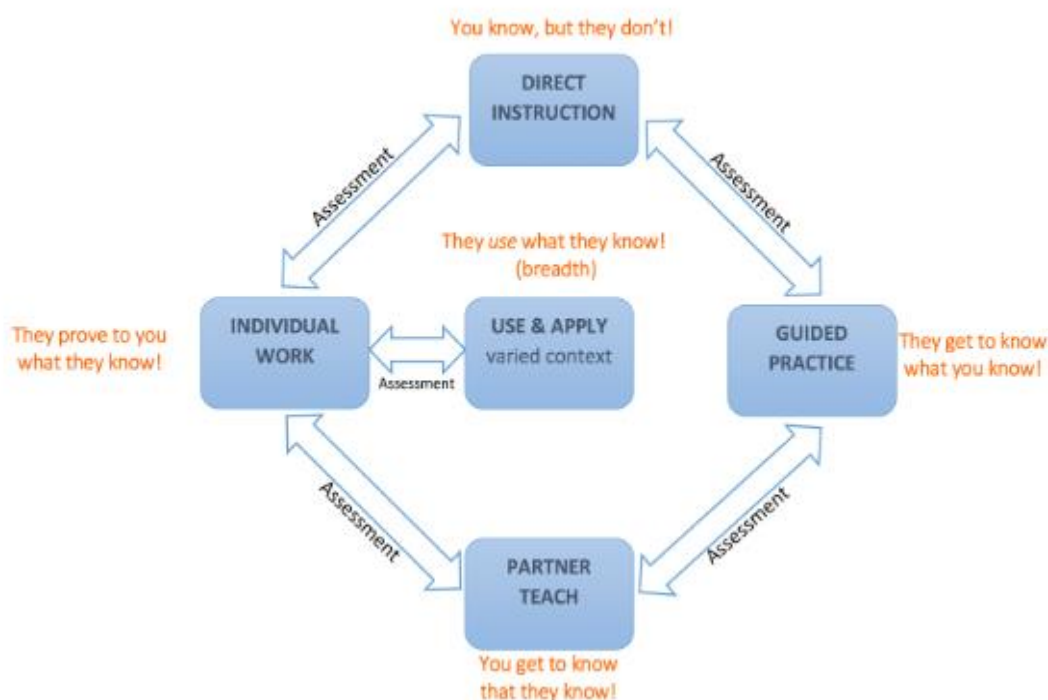 You know, but they don't!
DIRECT
INSTRUCTION
Assessment
Assessment
They use what they know!
(breadth)
They prove to you
what they know!
INDIVIDUAL
WORK
Assessment
USE & APPLY
varied context
GUIDED
PRACTICE
They get to know
what you know!
Assessment
Assessment
PARTNER
TEACH
You get to know
that they know!